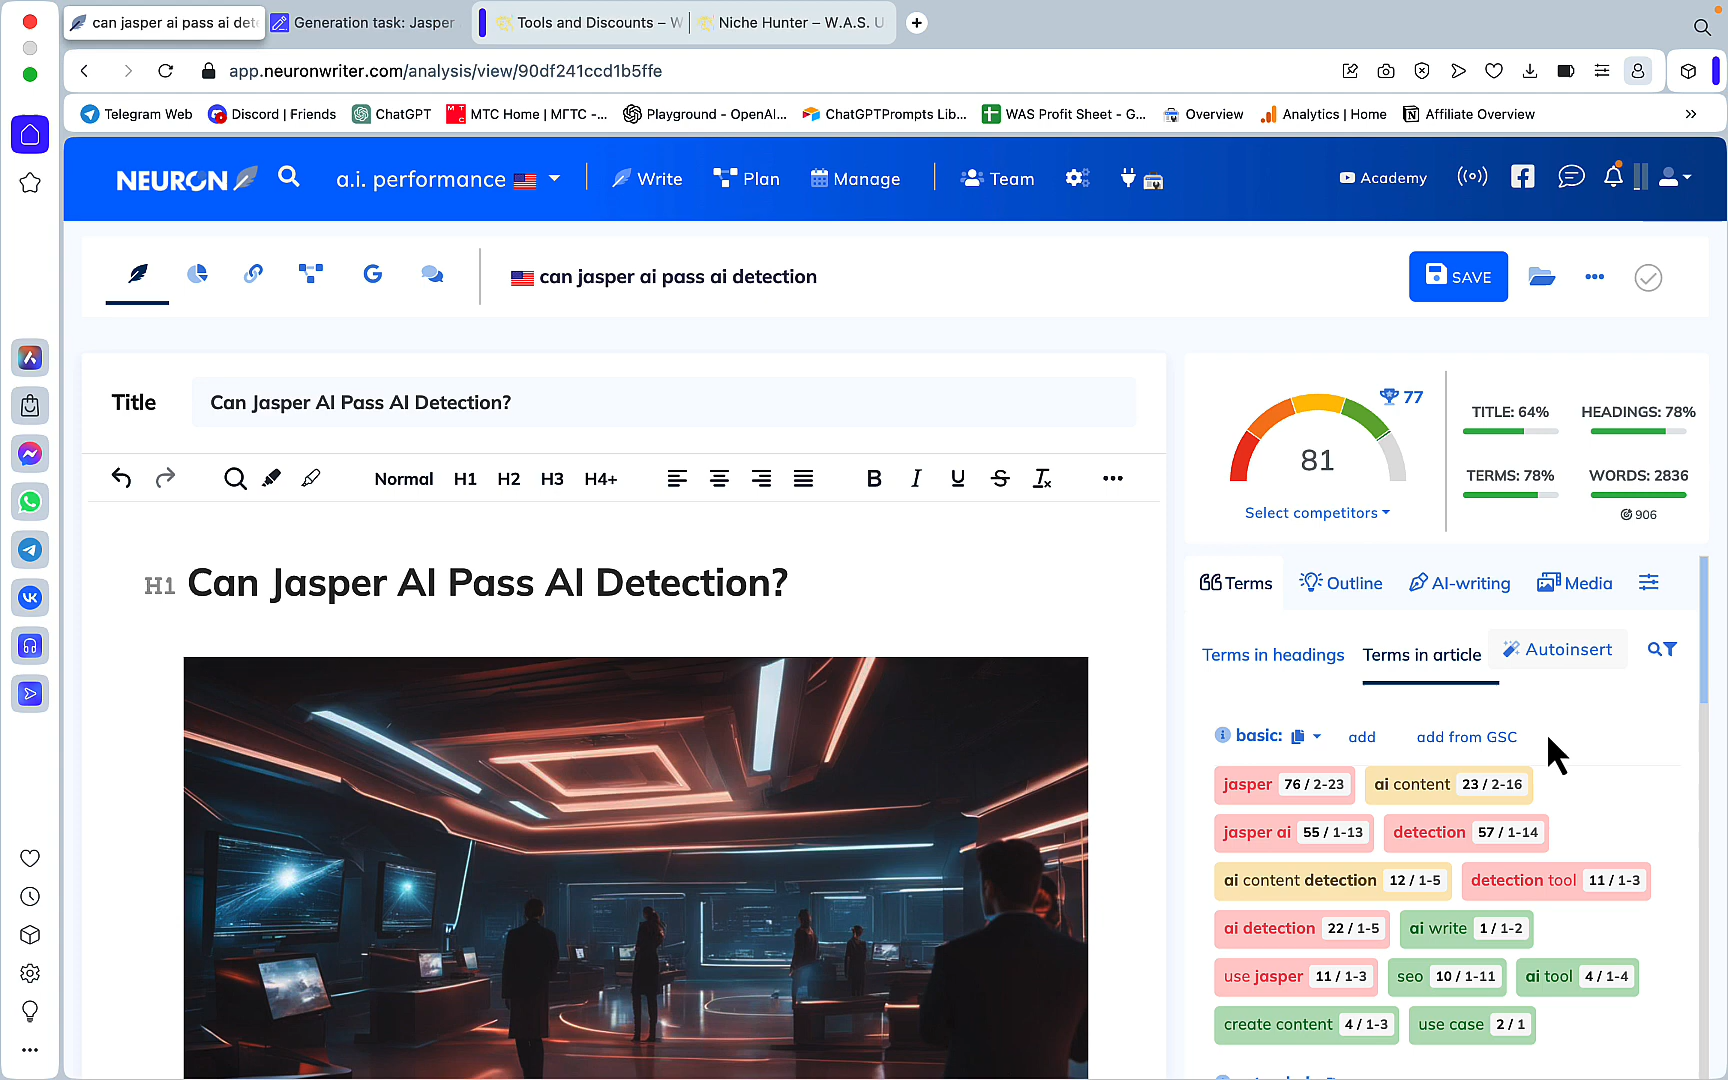 can jasper ai pass ai det
Generation task: Jasper
Tools and Discounts – W
Niche Hunter – W.A.S. U
app.neuronwriter.com/analysis/view/90df241ccd1b5ffe
Telegram Web
Discord | Friends
ChatGPT
МТС Home | МГТС -...
Playground - OpenAI...
ChatGPTPrompts Lib...
WAS Profit Sheet - G...
Overview
Analytics | Home
Affiliate Overview
NEURON
a.i. performance
Write
Plan
Manage
Team
Academy
can jasper ai pass ai detection
SAVE
Title
Can Jasper AI Pass AI Detection?
Normal H1 H2 H3 H4+
B I U S Tx
H1 Can Jasper AI Pass AI Detection?
77
81
Select competitors
TITLE: 64%
HEADINGS: 78%
TERMS: 78%
WORDS: 2836
906
Terms
Outline
AI-writing
Media
Terms in headings
Terms in article
Autoinsert
basic:
add
add from GSC
jasper 76 / 2-23
ai content 23 / 2-16
jasper ai 55 / 1-13
detection 57 / 1-14
ai content detection 12 / 1-5
detection tool 11 / 1-3
ai detection 22 / 1-5
ai write 1 / 1-2
use jasper 11 / 1-3
seo 10 / 1-11
ai tool 4 / 1-4
create content 4 / 1-3
use case 2 / 1